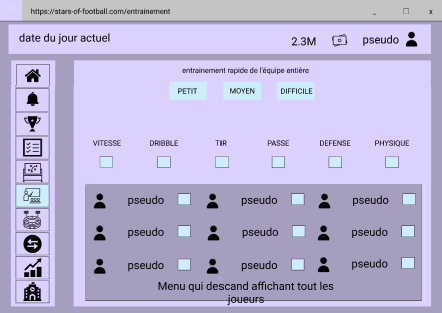 https://stars-of-football.com/entrainement
_ x
date du jour actuel
2.3M
pseudo
entrainement rapide de l'équipe entière
PETIT MOYEN DIFFICILE
VITESSE DRIBBLE TIIR PASSE DEFENSE PHYSIQUE
pseudo pseudo pseudo
pseudo pseudo pseudo
pseudo pseudo pseudo
Menu qui descand affichant tout les
joueurs